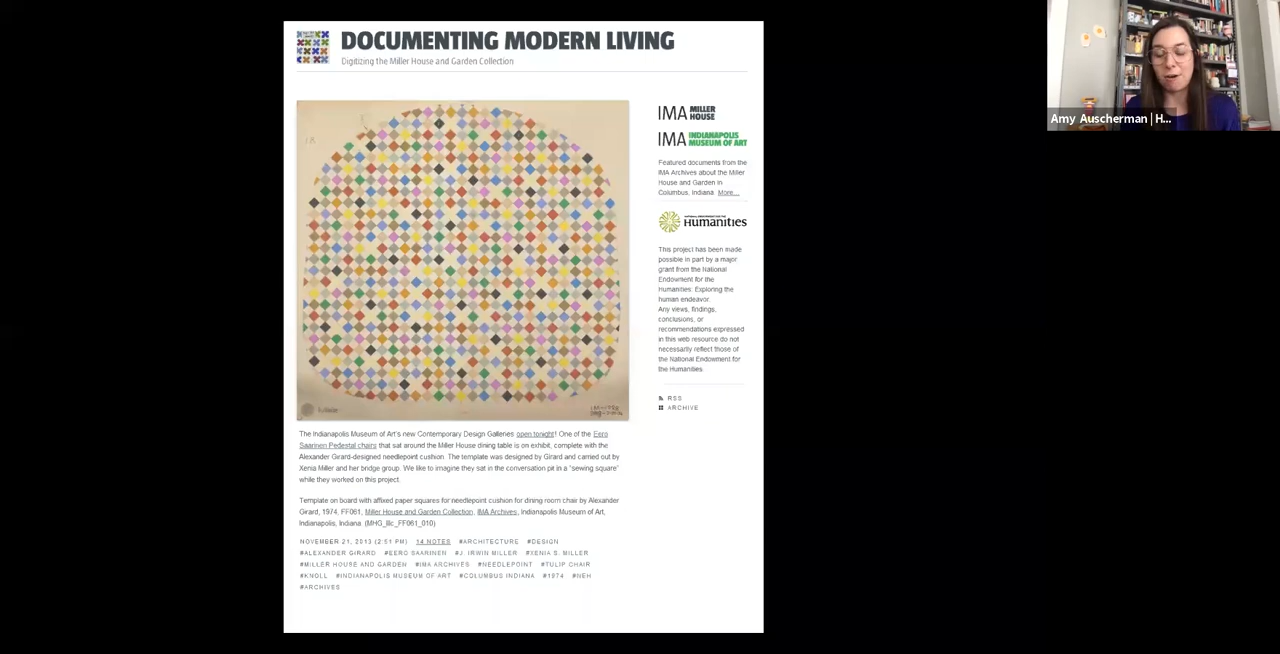 DOCUMENTING MODERN LIVING
Digitizing the Miller House and Garden Collection
IMA MILLER HOUSE
IMA INDIANAPOLIS MUSEUM OF ART
Featured documents from the
IMA Archives about the Miller
House and Garden in
Columbus, Indiana. More...
NATIONAL ENDOWMENT FOR THE
Humanities
This project has been made
possible in part by a major
grant from the National
Endowment for the
Humanities: Exploring the
human endeavor.
Any views, findings,
conclusions, or
recommendations expressed
in this web resource do not
necessarily reflect those of
the National Endowment for
the Humanities.
RSS
ARCHIVE
The Indianapolis Museum of Art's new Contemporary Design Galleries open tonight! One of the Eero
Saarinen Pedestal chairs that sat around the Miller House dining table is on exhibit, complete with the
Alexander Girard-designed needlepoint cushion. The template was designed by Girard and carried out by
Xenia Miller and her bridge group. We like to imagine they sat in the conversation pit in a "sewing square"
while they worked on this project.
Template on board with affixed paper squares for needlepoint cushion for dining room chair by Alexander
Girard, 1974, FF061, Miller House and Garden Collection, IMA Archives, Indianapolis Museum of Art,
Indianapolis, Indiana. (MHG_IIIc_FF061_010)
NOVEMBER 21, 2013 (2:51 PM) 14 NOTES #ARCHITECTURE #DESIGN
#ALEXANDER GIRARD #EERO SAARINEN #J. IRWIN MILLER #XENIA S. MILLER
#MILLER HOUSE AND GARDEN #IMA ARCHIVES #NEEDLEPOINT #TULIP CHAIR
#KNOLL #INDIANAPOLIS MUSEUM OF ART #COLUMBUS INDIANA #1974 #NEH
#ARCHIVES
Amy Auscherman | H...